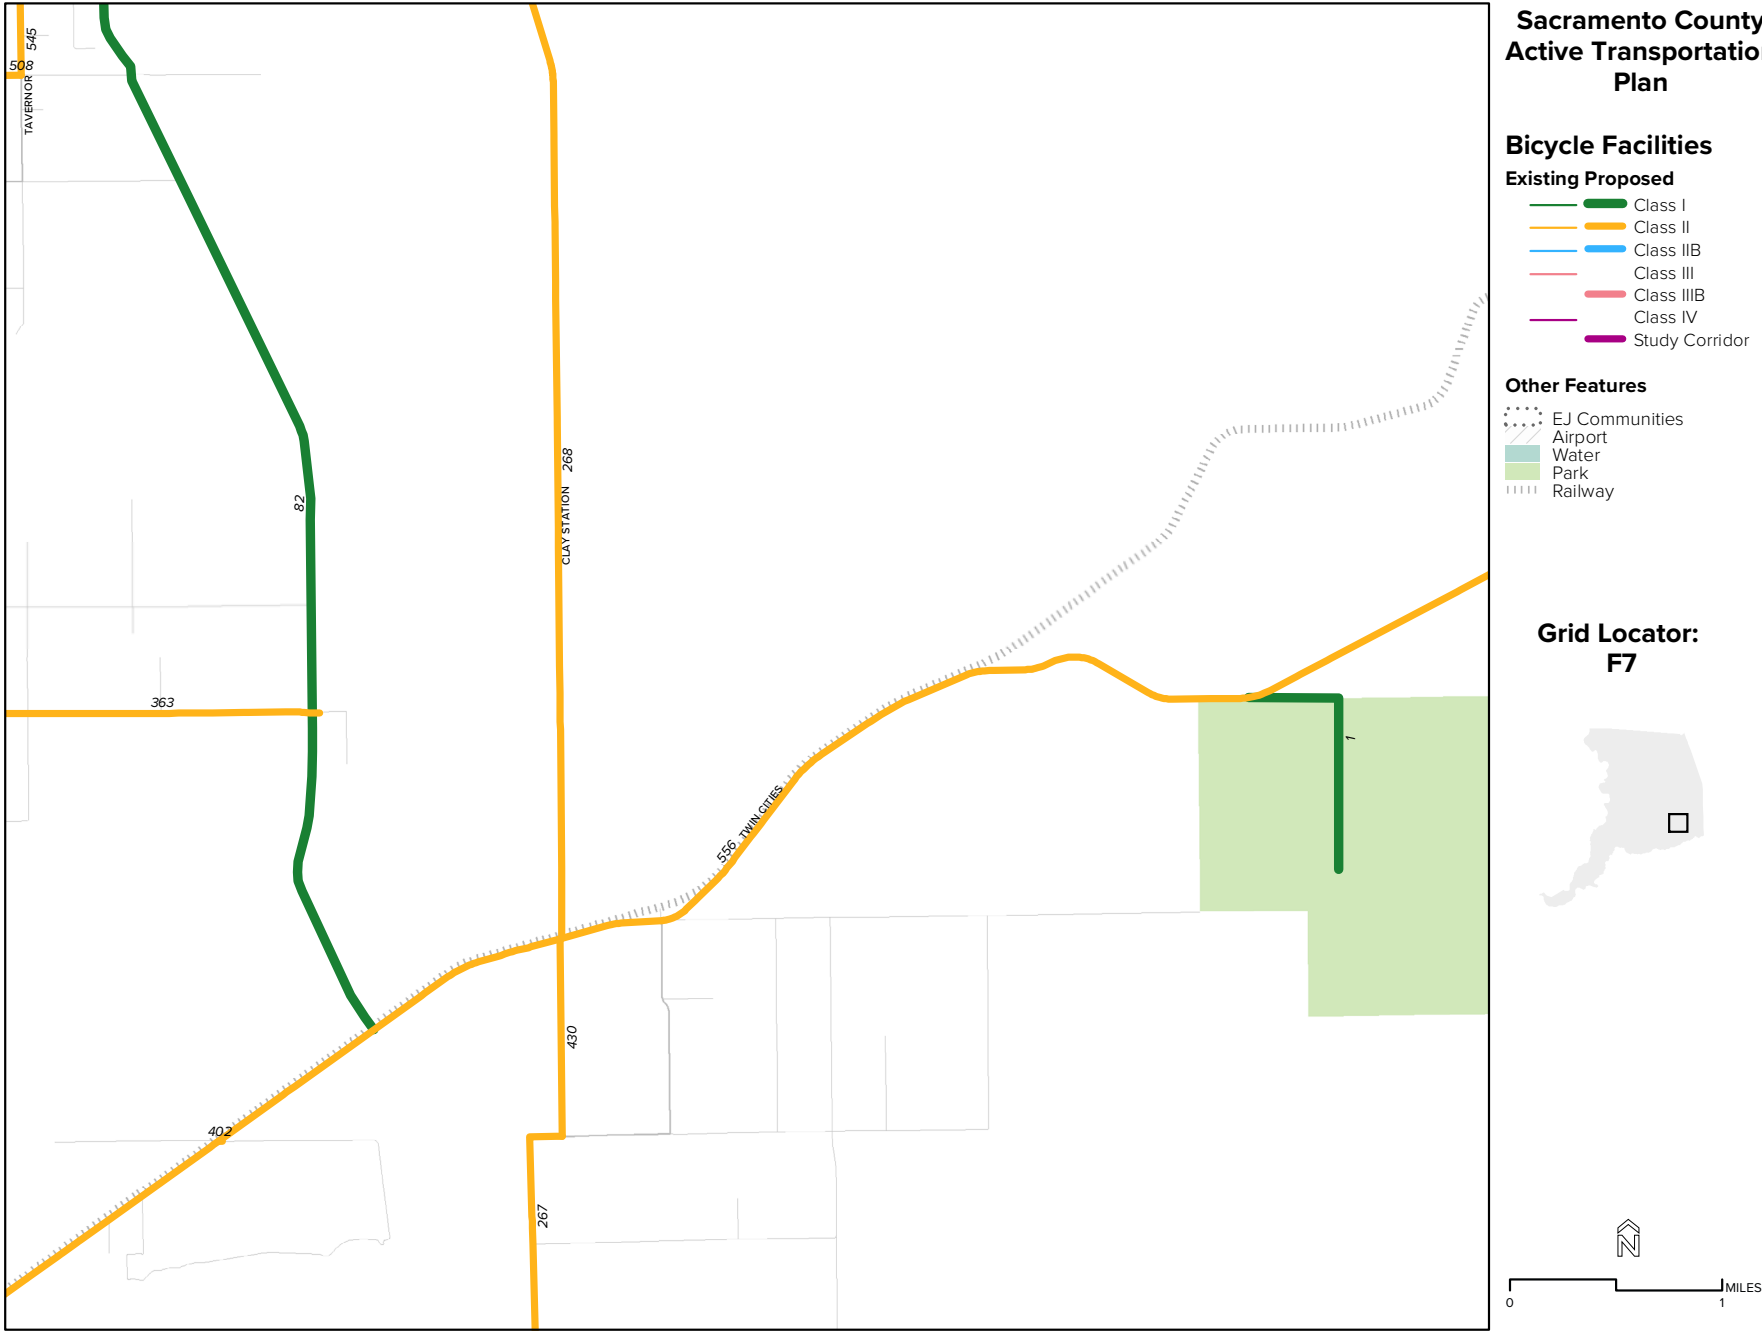 545
508
TAVERNOR
82
268
CLAY STATION
363
1
556
TWIN CITIES
430
402
267
Sacramento County
Active Transportatio
Plan
Bicycle Facilities
Existing Proposed
Class I
Class II
Class IIB
Class III
Class IIIB
Class IV
Study Corridor
Other Features
EJ Communities
Airport
Water
Park
Railway
Grid Locator:
F7
N
MILES
0 1